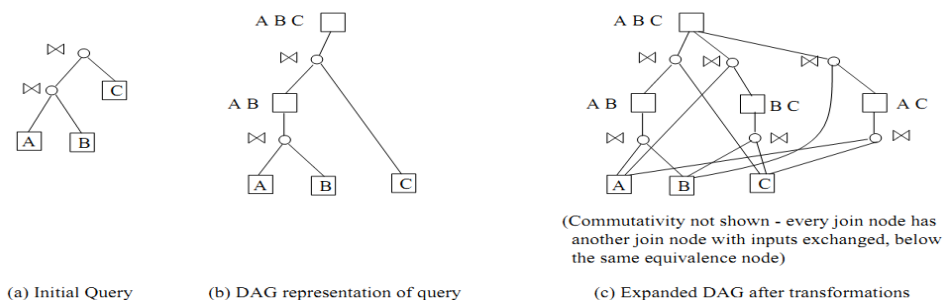 A B C
A B C
C
A B
A B
B C
A C
A
B
A
B
C
A
B
C
(Commutativity not shown - every join node has
another join node with inputs exchanged, below
the same equivalence node)
(a) Initial Query
(b) DAG representation of query
(c) Expanded DAG after transformations